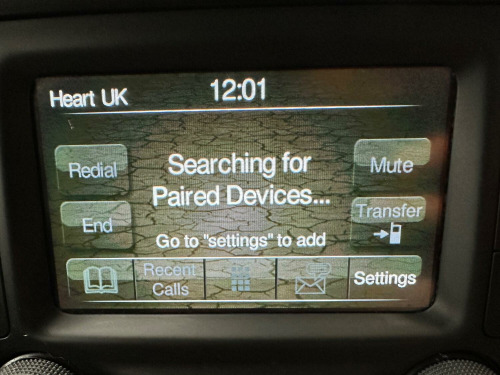 Heart UK
12:01
Redial
Searching for
Paired Devices...
Mute
End
Transfer
Go to "settings" to add
Recent
Calls
Settings